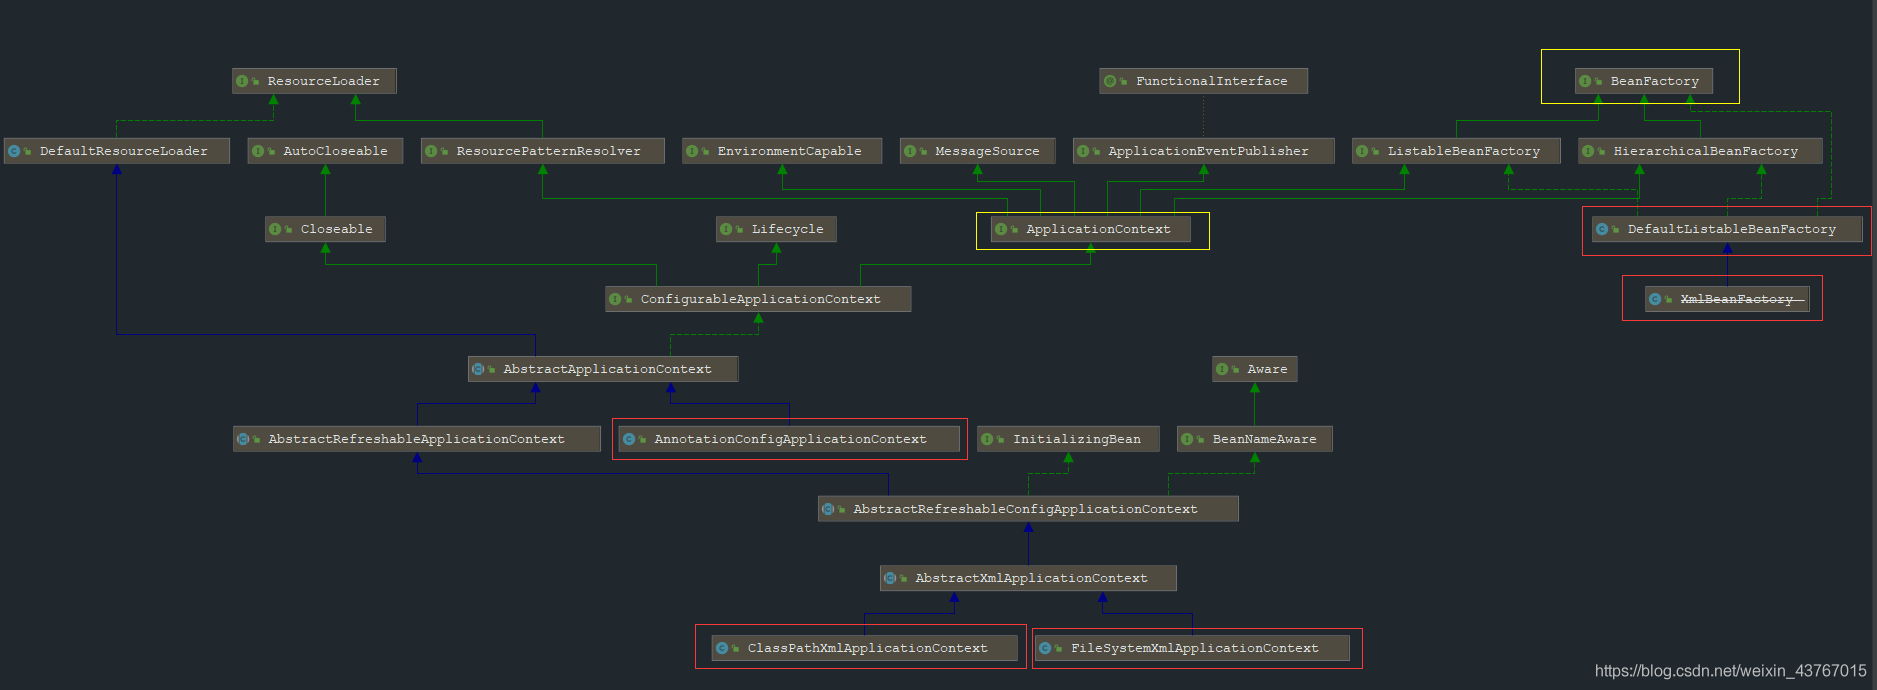 ResourceLoader
FunctionalInterface
BeanFactory
DefaultResourceLoader
AutoCloseable
ResourcePatternResolver
EnvironmentCapable
MessageSource
ApplicationEventPublisher
ListableBeanFactory
HierarchicalBeanFactory
Closeable
Lifecycle
ApplicationContext
DefaultListableBeanFactory
ConfigurableApplicationContext
XmlBeanFactory
AbstractApplicationContext
Aware
AbstractRefreshableApplicationContext
AnnotationConfigApplicationContext
InitializingBean
BeanNameAware
AbstractRefreshableConfigApplicationContext
AbstractXmlApplicationContext
ClassPathXmlApplicationContext
FileSystemXmlApplicationContext
https://blog.csdn.net/weixin_43767015